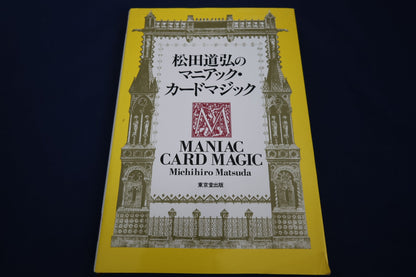 松田道弘の
マニアック・
カードマジック
M
MANIAC
CARD MAGIC
Michihiro Matsuda
東京堂出版